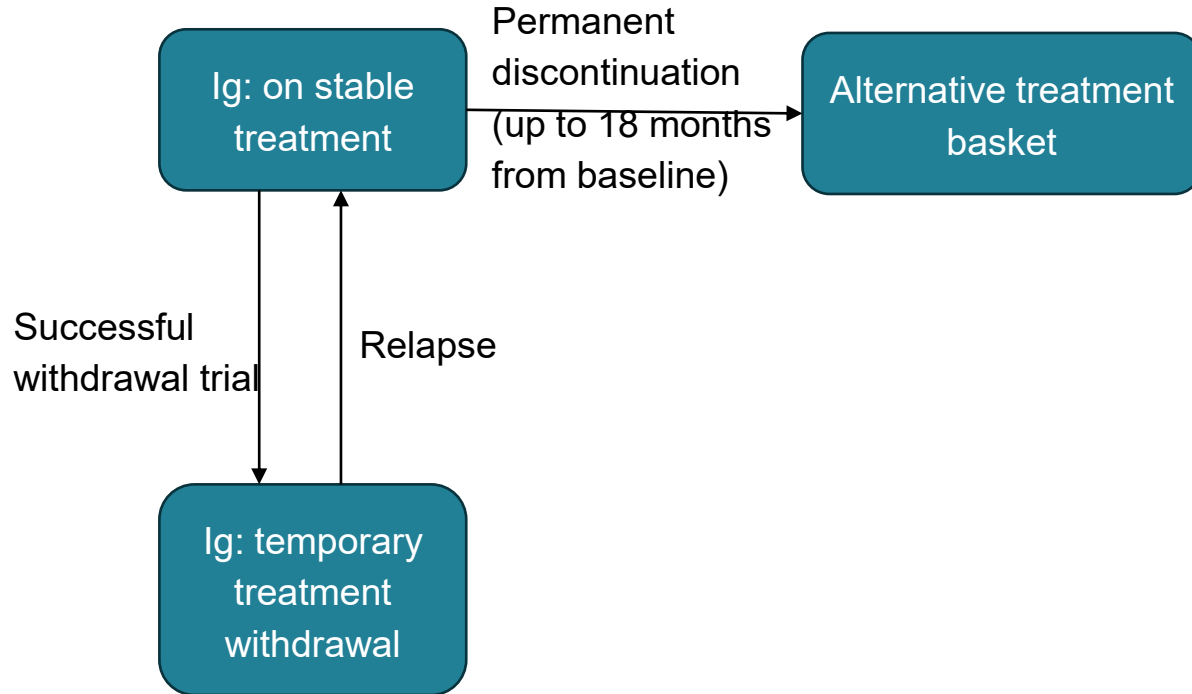 Ig: on stable
treatment
Permanent
discontinuation
(up to 18 months
from baseline)
Alternative treatment
basket
Successful
withdrawal trial
Relapse
Ig: temporary
treatment
withdrawal